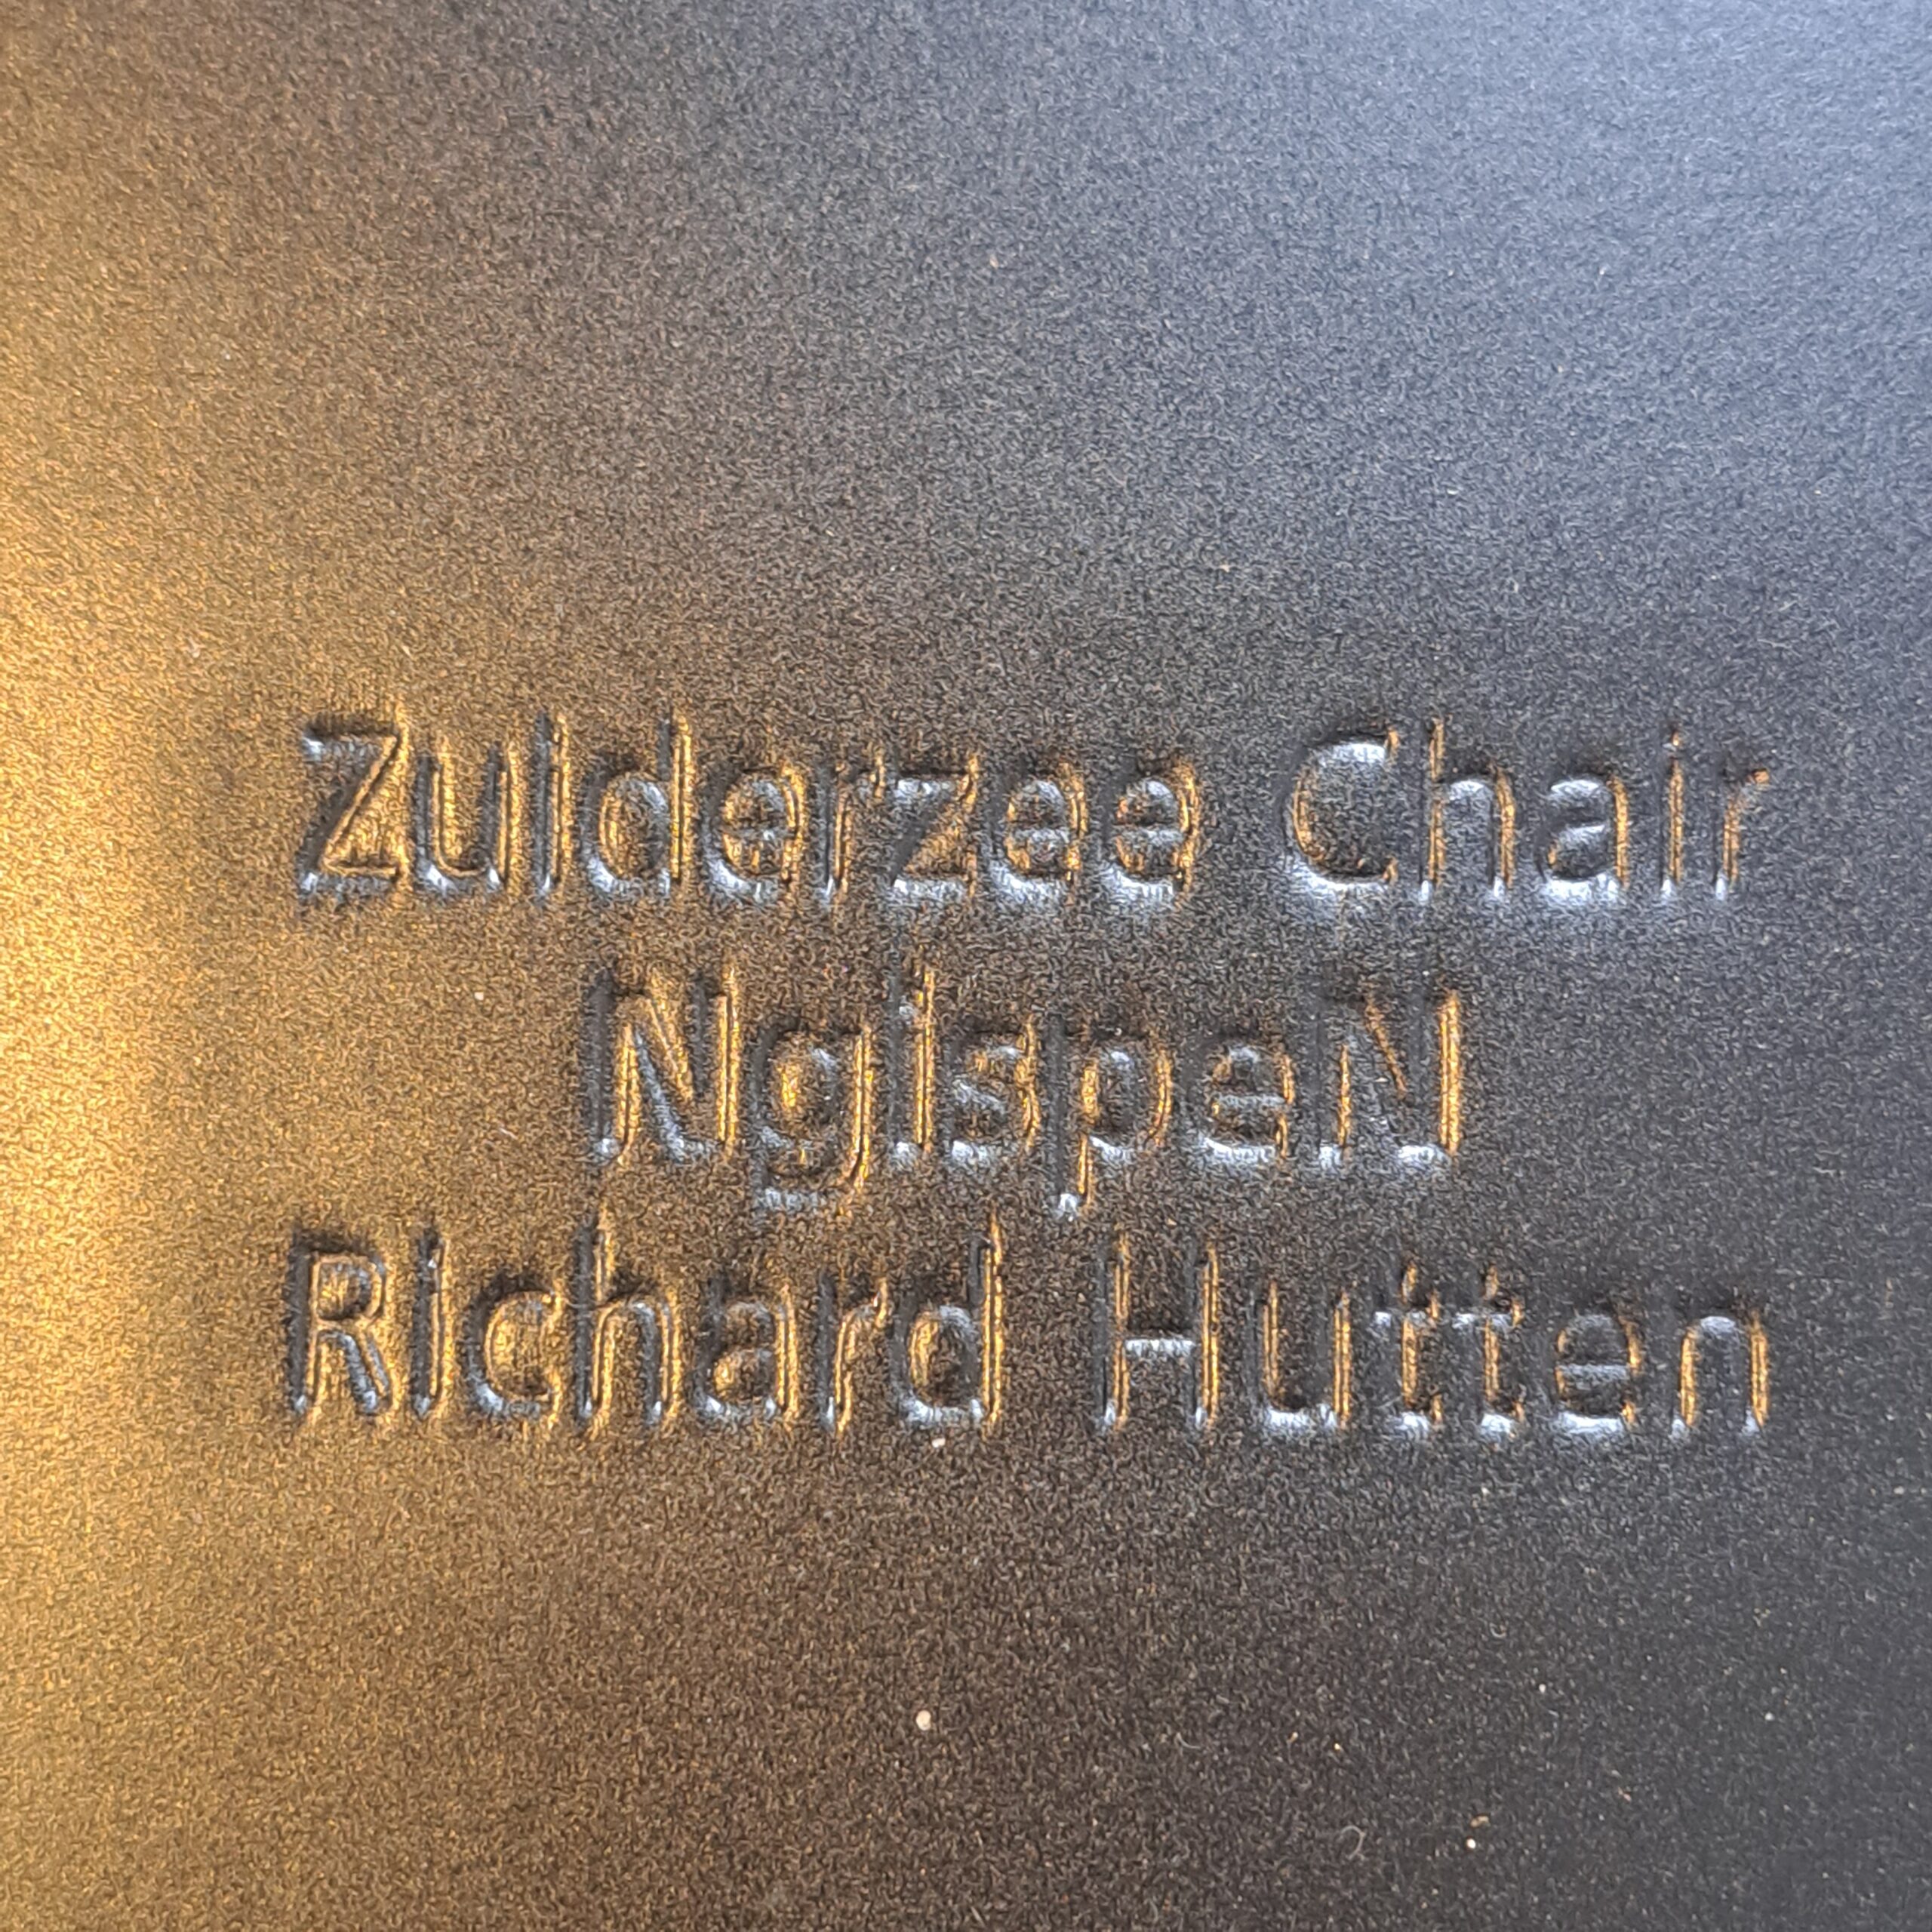 Zuiderzee Chair
NgispeN
Richard Hutten